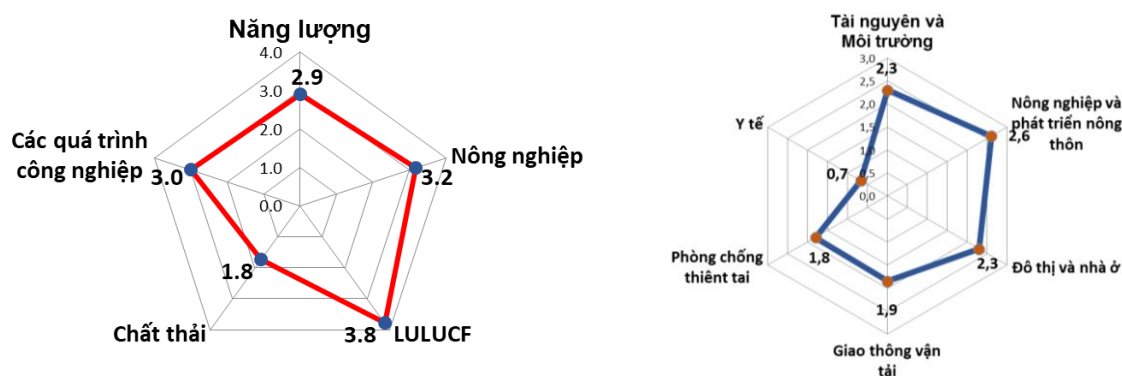 Năng lượng
4.0
3.0
2.0
1.0
0.0
2.9
Các quá trình
công nghiệp
3.0
Nông nghiệp
3.2
1.8
Chất thải
3.8
LULUCF
Tài nguyên và
Môi trường
3,0
2,5
2,0
1,5
1,0
0,5
0,0
2,3
Y tế
0,7
Nông nghiệp và
phát triển nông
thôn
2,6
Phòng chống
thiênt tai
1,8
2,3
Đô thị và nhà ở
1,9
Giao thông vận
tải